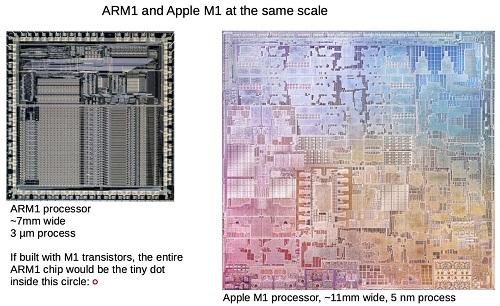 ARM1 and Apple M1 at the same scale
ARM1 processor
~7mm wide
3 µm process
If built with M1 transistors, the entire
ARM1 chip would be the tiny dot
inside this circle:
Apple M1 processor, ~11mm wide, 5 nm process